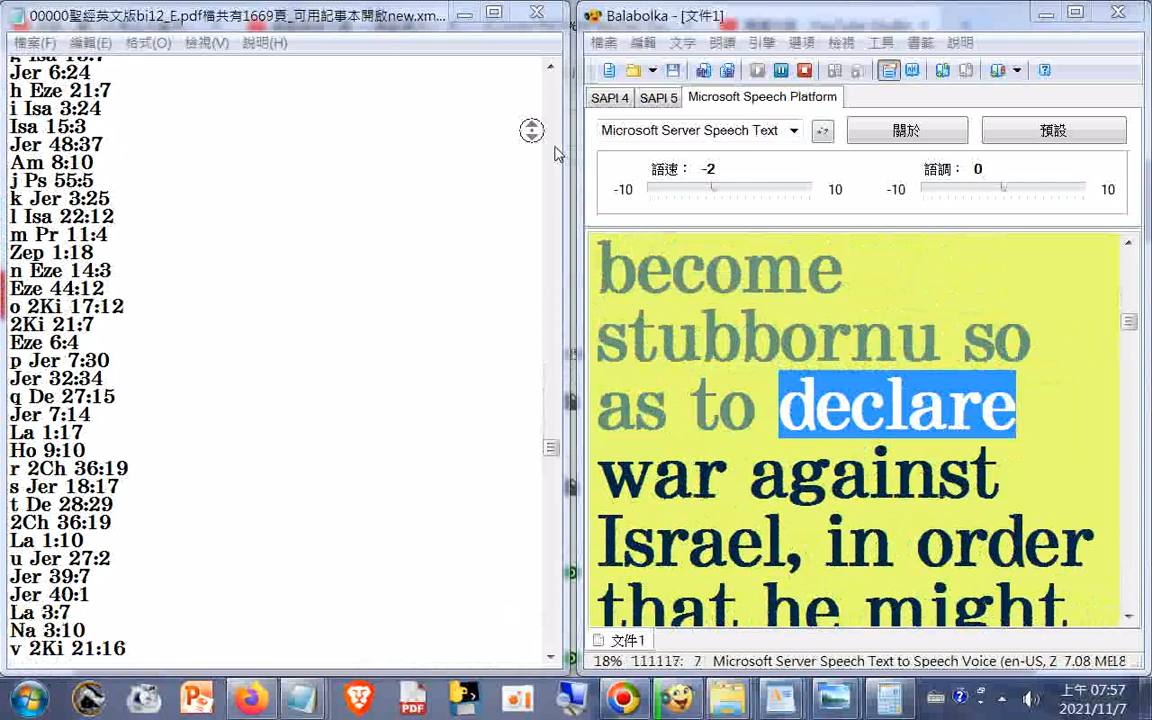 00000聖經英文版bi12_E.pdf檔共有1669頁_可用記事本開啟new.xm...
檔案(F) 編輯(E) 格式(O) 檢視(V) 說明(H)
g Isa 15:7
Jer 6:24
h Eze 21:7
i Isa 3:24
Isa 15:3
Jer 48:37
Am 8:10
j Ps 55:5
k Jer 3:25
l Isa 22:12
m Pr 11:4
Zep 1:18
n Eze 14:3
Eze 44:12
o 2Ki 17:12
2Ki 21:7
Eze 6:4
p Jer 7:30
Jer 32:34
q De 27:15
Jer 7:14
La 1:17
Ho 9:10
r 2Ch 36:19
s Jer 18:17
t De 28:29
2Ch 36:19
La 1:10
u Jer 27:2
Jer 39:7
Jer 40:1
La 3:7
Na 3:10
v 2Ki 21:16
Balabolka - [文件1]
檔案 編輯 文字 朗讀 引擎 選項 檢視 工具 書籤 說明
SAPI 4 SAPI 5 Microsoft Speech Platform
Microsoft Server Speech Text 關於 預設
語速： -2 語調： 0
-10 10 -10 10
become
stubbornu so
as to declare
war against
Israel, in order
that he might
文件1
18% 111117: 7 Microsoft Server Speech Text to Speech Voice (en-US, Z 7.08 MEL8
上午 07:57
2021/11/7